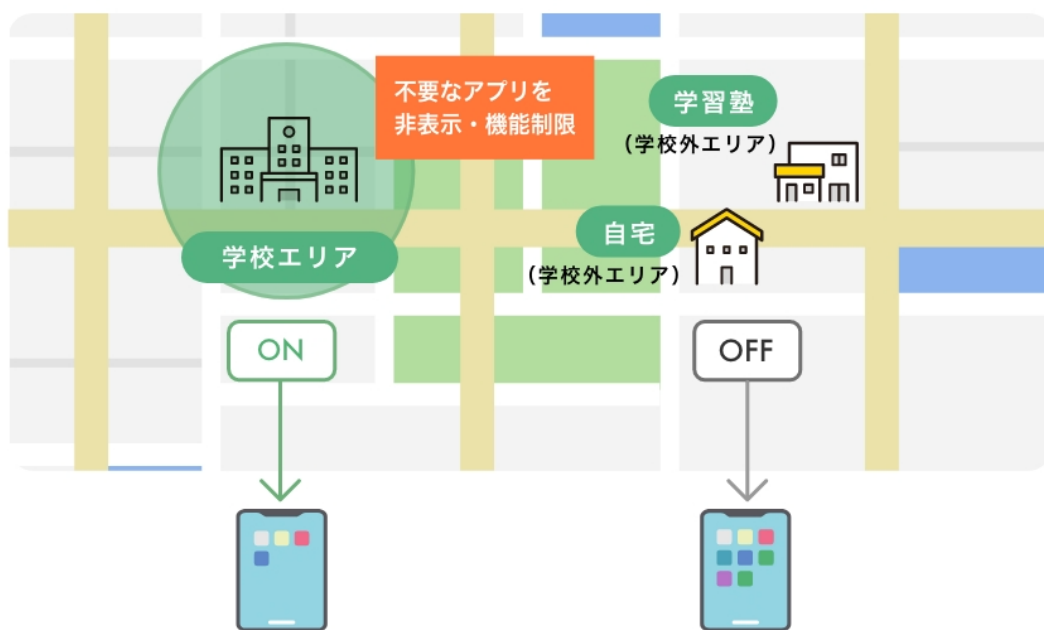 不要なアプリを
非表示・機能制限
学習塾
(学校外エリア)
自宅
(学校外エリア)
学校エリア
ON
OFF